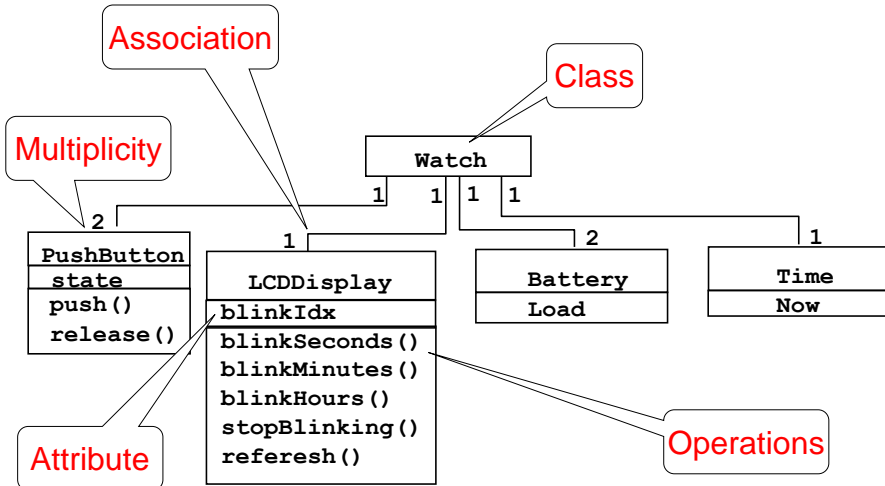 Association
Class
Multiplicity
Watch
1 1 1 1
2 1 2 1
PushButton
state
push()
release()
LCDDisplay
blinkIdx
blinkSeconds()
blinkMinutes()
blinkHours()
stopBlinking()
referesh()
Battery
Load
Time
Now
Attribute
Operations